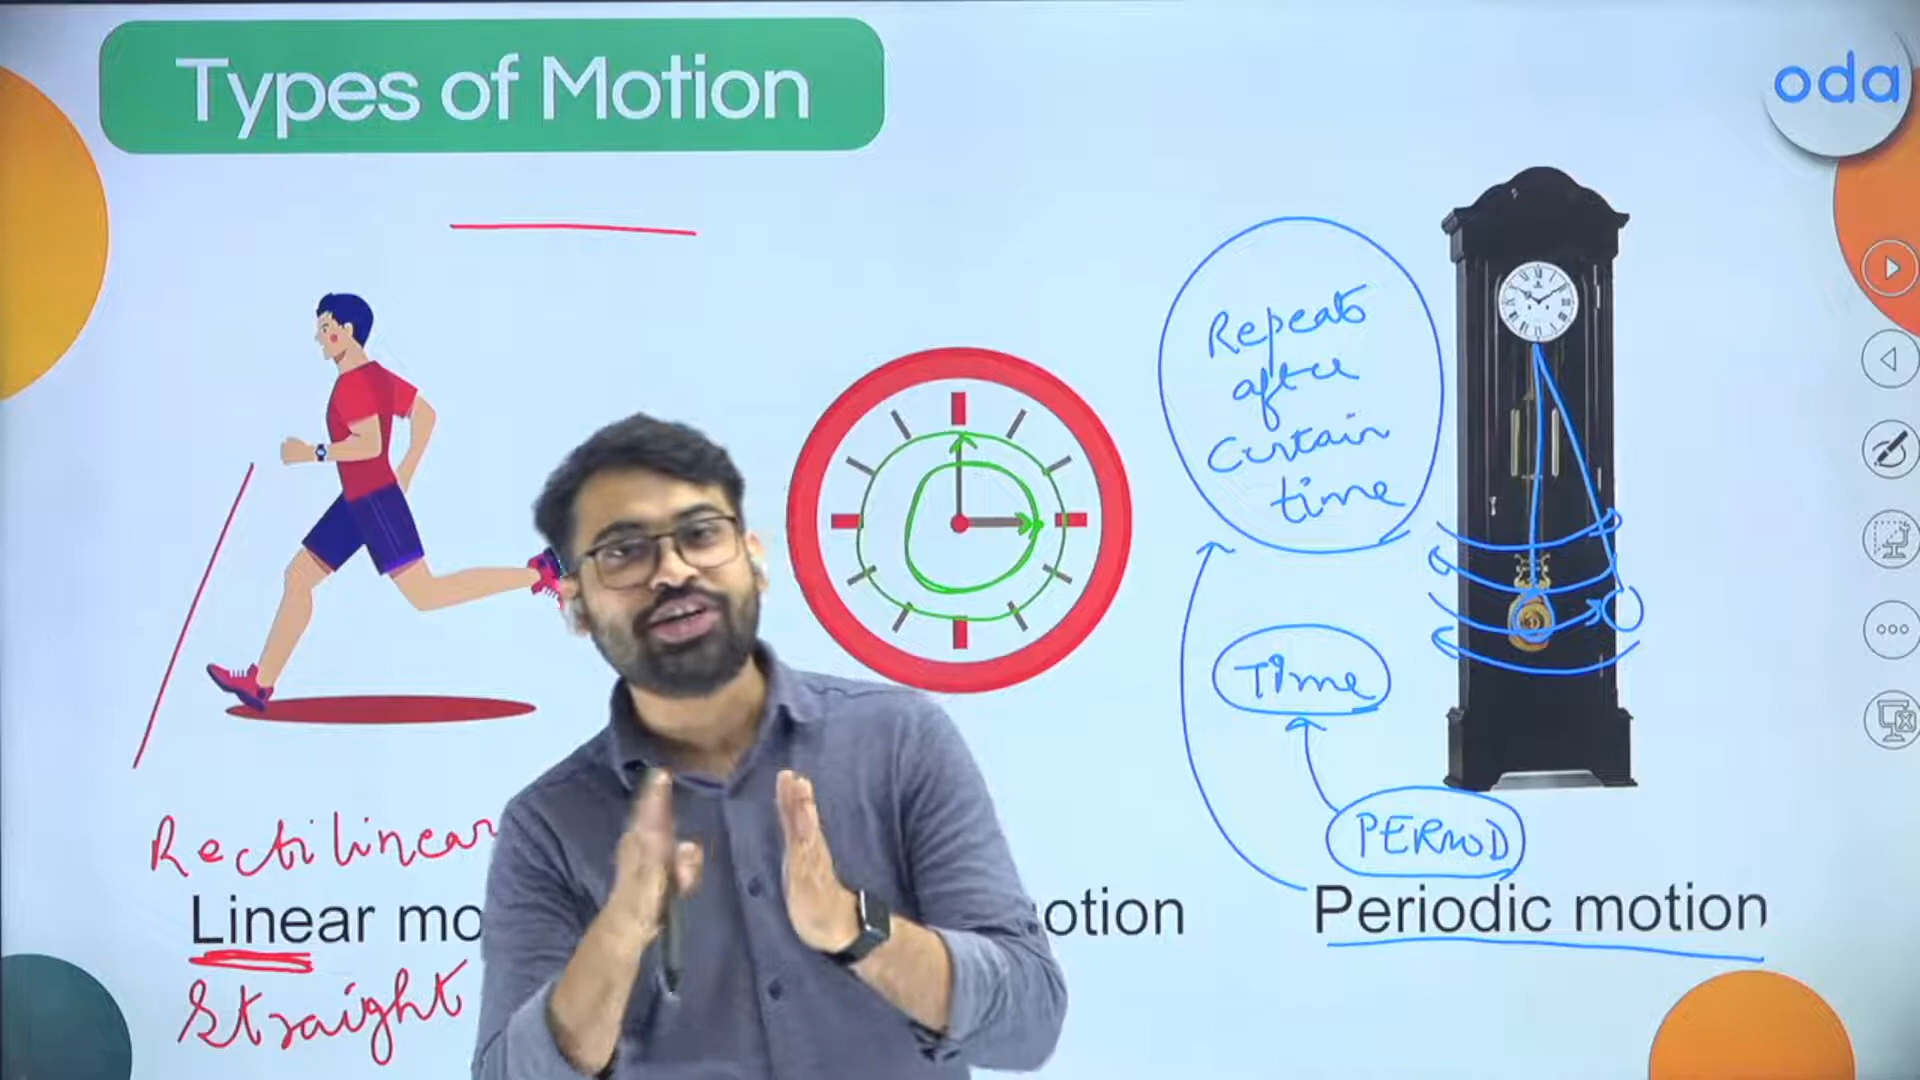 Types of Motion
oda
Repeats
after
Certain
time
Time
PERIOD
Rectilinear
Linear mo
otion
Periodic motion
Straight